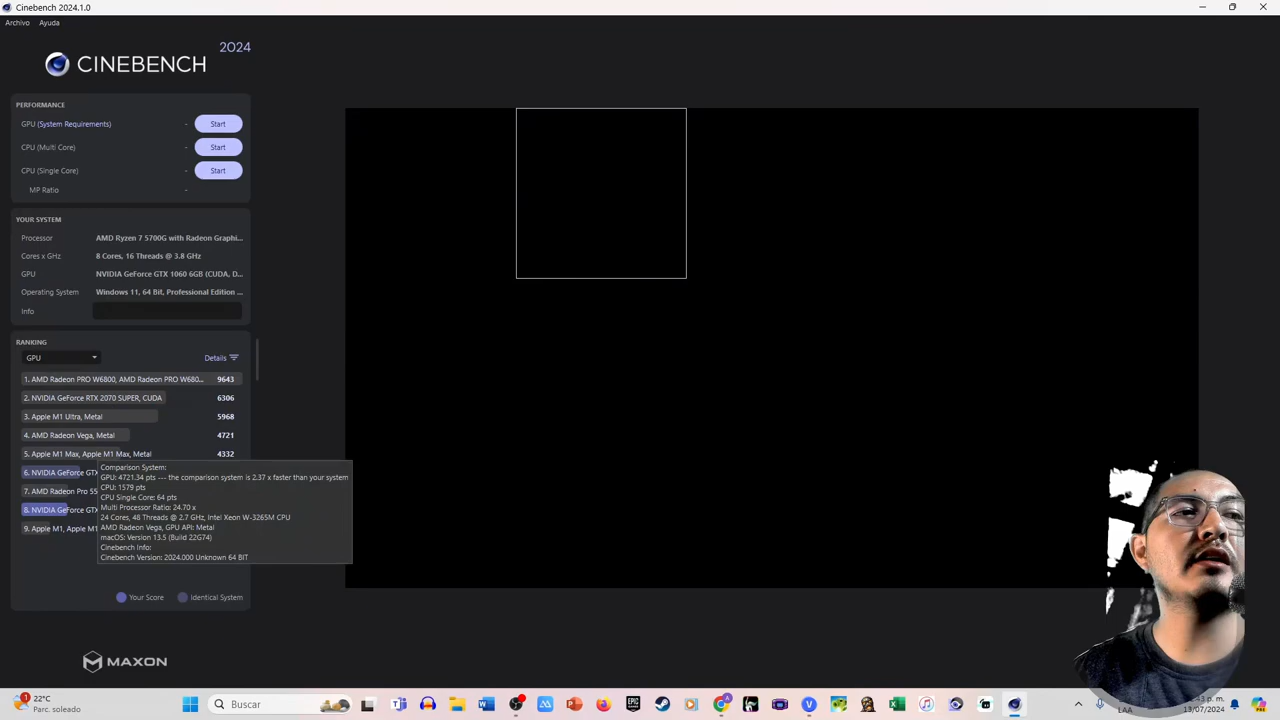 Cinebench 2024.1.0
Archivo Ayuda
2024
CINEBENCH
PERFORMANCE
GPU (System Requirements) - Start
CPU (Multi Core) - Start
CPU (Single Core) - Start
MP Ratio -
YOUR SYSTEM
Processor AMD Ryzen 7 5700G with Radeon Graphi...
Cores x GHz 8 Cores, 16 Threads @ 3.8 GHz
GPU NVIDIA GeForce GTX 1060 6GB (CUDA, D...
Operating System Windows 11, 64 Bit, Professional Edition ...
Info
RANKING
GPU Details
1. AMD Radeon PRO W6800, AMD Radeon PRO W680... 9643
2. NVIDIA GeForce RTX 2070 SUPER, CUDA 6306
3. Apple M1 Ultra, Metal 5968
4. AMD Radeon Vega, Metal 4721
5. Apple M1 Max, Apple M1 Max, Metal 4332
6. NVIDIA GeForce GTX
7. AMD Radeon Pro 55
8. NVIDIA GeForce GTX
9. Apple M1, Apple M1
Comparison System:
GPU: 4721.34 pts --- the comparison system is 2.37 x faster than your system
CPU: 1579 pts
CPU Single Core: 64 pts
Multi Processor Ratio: 24.70 x
24 Cores, 48 Threads @ 2.7 GHz, Intel Xeon W-3265M CPU
AMD Radeon Vega, GPU API: Metal
macOS: Version 13.5 (Build 22G74)
Cinebench Info:
Cinebench Version: 2024.000 Unknown 64 BIT
Your Score Identical System
MAXON
1 22°C
Parc. soleado
Buscar
LAA
p. m.
13/07/2024